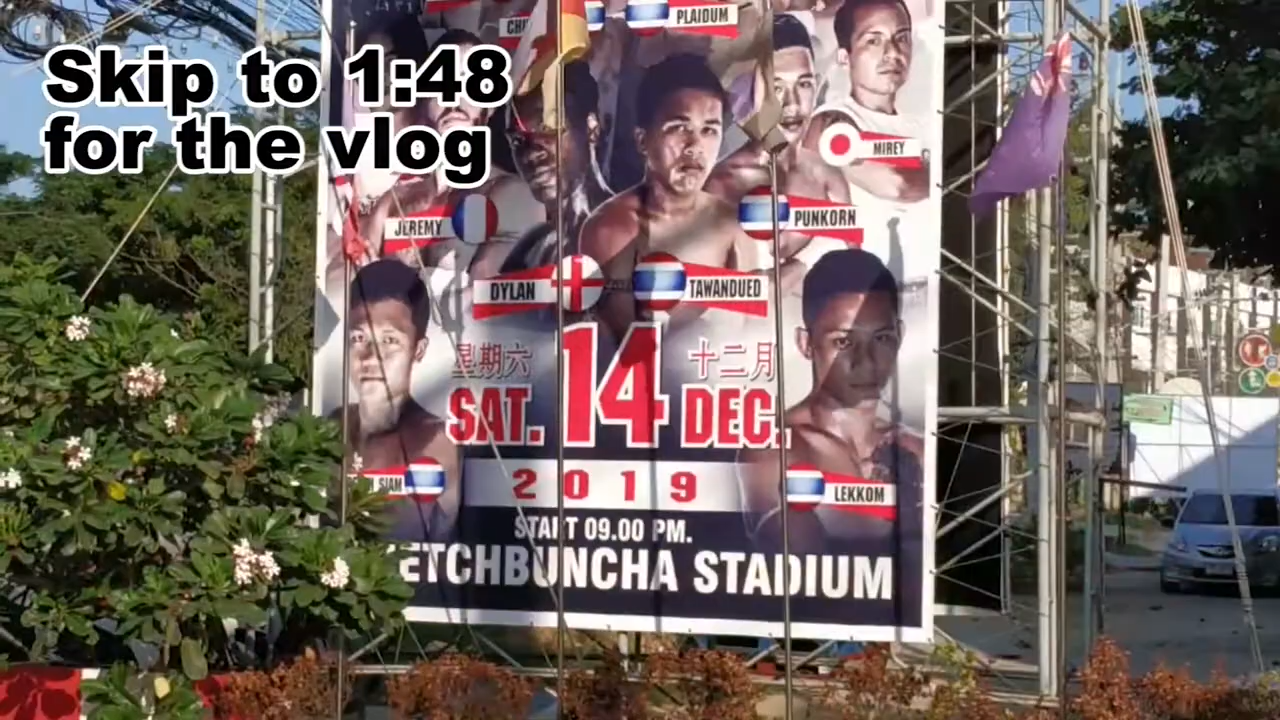 Skip to 1:48
for the vlog
PLAIDUM
MIREY
JEREMY
PUNKORN
DYLAN
TAWANDUED
星期六
14
十二月
SAT.
DEC.
SIAM
LEKKOM
2019
START 09.00 PM.
ETCHBUNCHA STADIUM